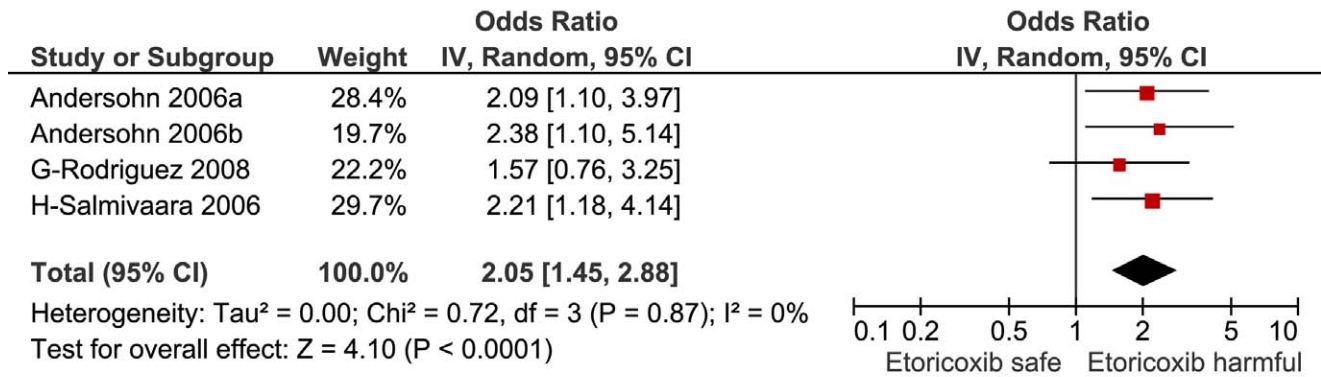 Odds Ratio Odds Ratio
Study or Subgroup Weight IV, Random, 95% CI IV, Random, 95% CI
Andersohn 2006a 28.4% 2.09 [1.10, 3.97]
Andersohn 2006b 19.7% 2.38 [1.10, 5.14]
G-Rodriguez 2008 22.2% 1.57 [0.76, 3.25]
H-Salmivaara 2006 29.7% 2.21 [1.18, 4.14]
Total (95% CI) 100.0% 2.05 [1.45, 2.88]
Heterogeneity: Tau² = 0.00; Chi² = 0.72, df = 3 (P = 0.87); I² = 0%
Test for overall effect: Z = 4.10 (P < 0.0001)
0.1 0.2 0.5 1 2 5 10
Etoricoxib safe Etoricoxib harmful